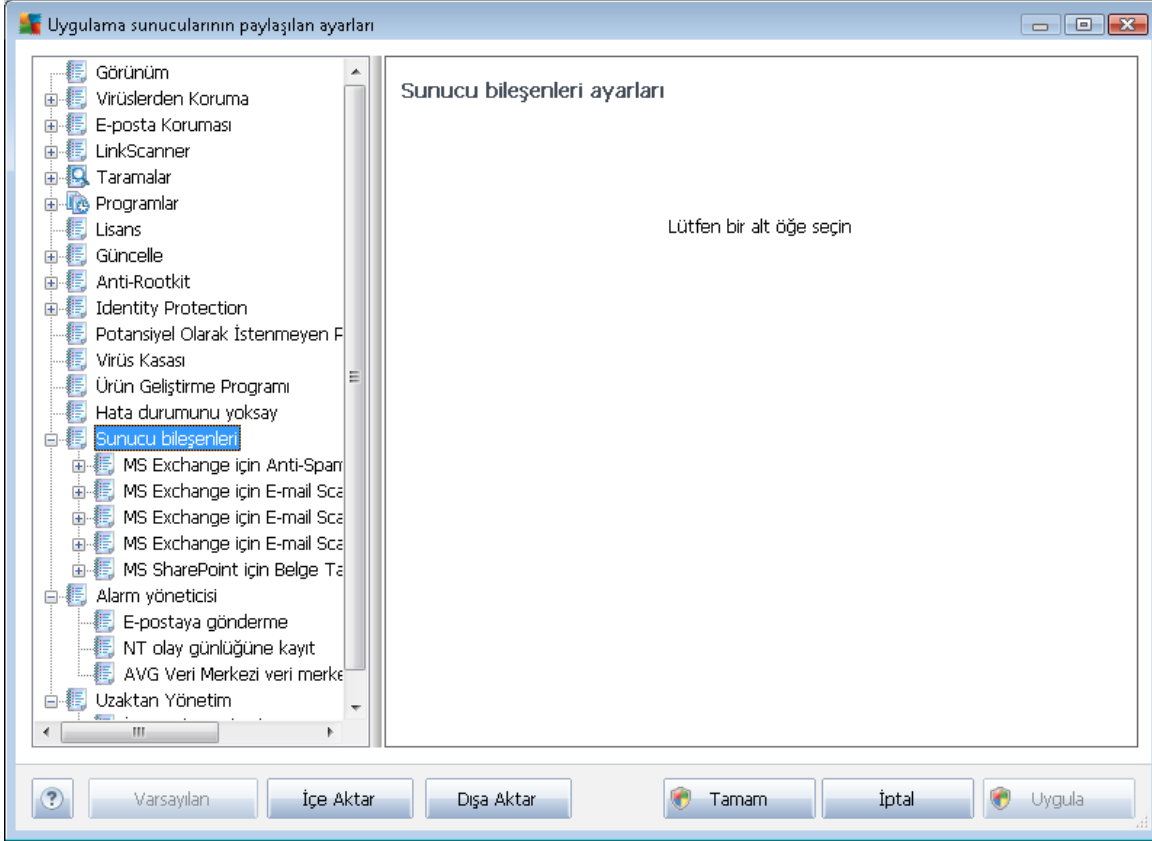 Uygulama sunucularının paylaşılan ayarları
Görünüm
Virüslerden Koruma
E-posta Koruması
LinkScanner
Taramalar
Programlar
Lisans
Güncelle
Anti-Rootkit
Identity Protection
Potansiyel Olarak İstenmeyen
Virüs Kasası
Ürün Geliştirme Programı
Hata durumunu yoksay
Sunucu bileşenleri
MS Exchange için Anti-Spam
MS Exchange için E-mail Sca
MS Exchange için E-mail Sca
MS Exchange için E-mail Sca
MS SharePoint için Belge Ta
Alarm yöneticisi
E-postaya gönderme
NT olay günlüğüne kayıt
AVG Veri Merkezi veri merke
Uzaktan Yönetim
Sunucu bileşenleri ayarları
Lütfen bir alt öğe seçin
? Varsayılan İçe Aktar Dışa Aktar Tamam İptal Uygula